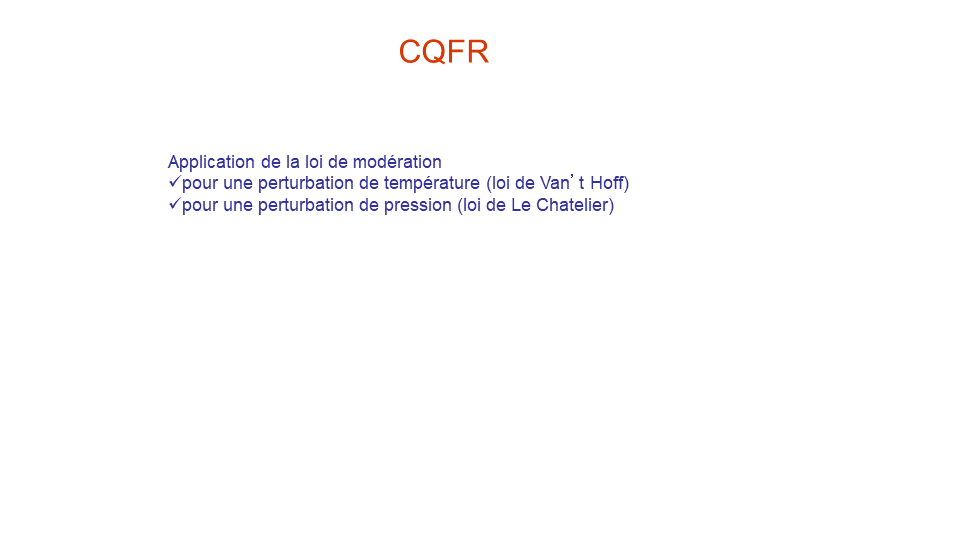 CQFR
Application de la loi de modération
✓pour une perturbation de température (loi de Van’ t Hoff)
✓pour une perturbation de pression (loi de Le Chatelier)